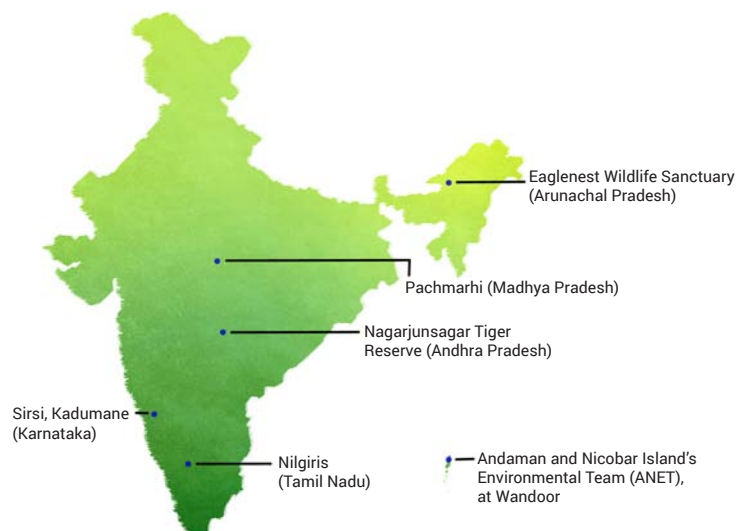 Eaglenest Wildlife Sanctuary
(Arunachal Pradesh)
Pachmarhi (Madhya Pradesh)
Nagarjunsagar Tiger
Reserve (Andhra Pradesh)
Sirsi, Kadumane
(Karnataka)
Nilgiris
(Tamil Nadu)
Andaman and Nicobar Island's
Environmental Team (ANET),
at Wandoor